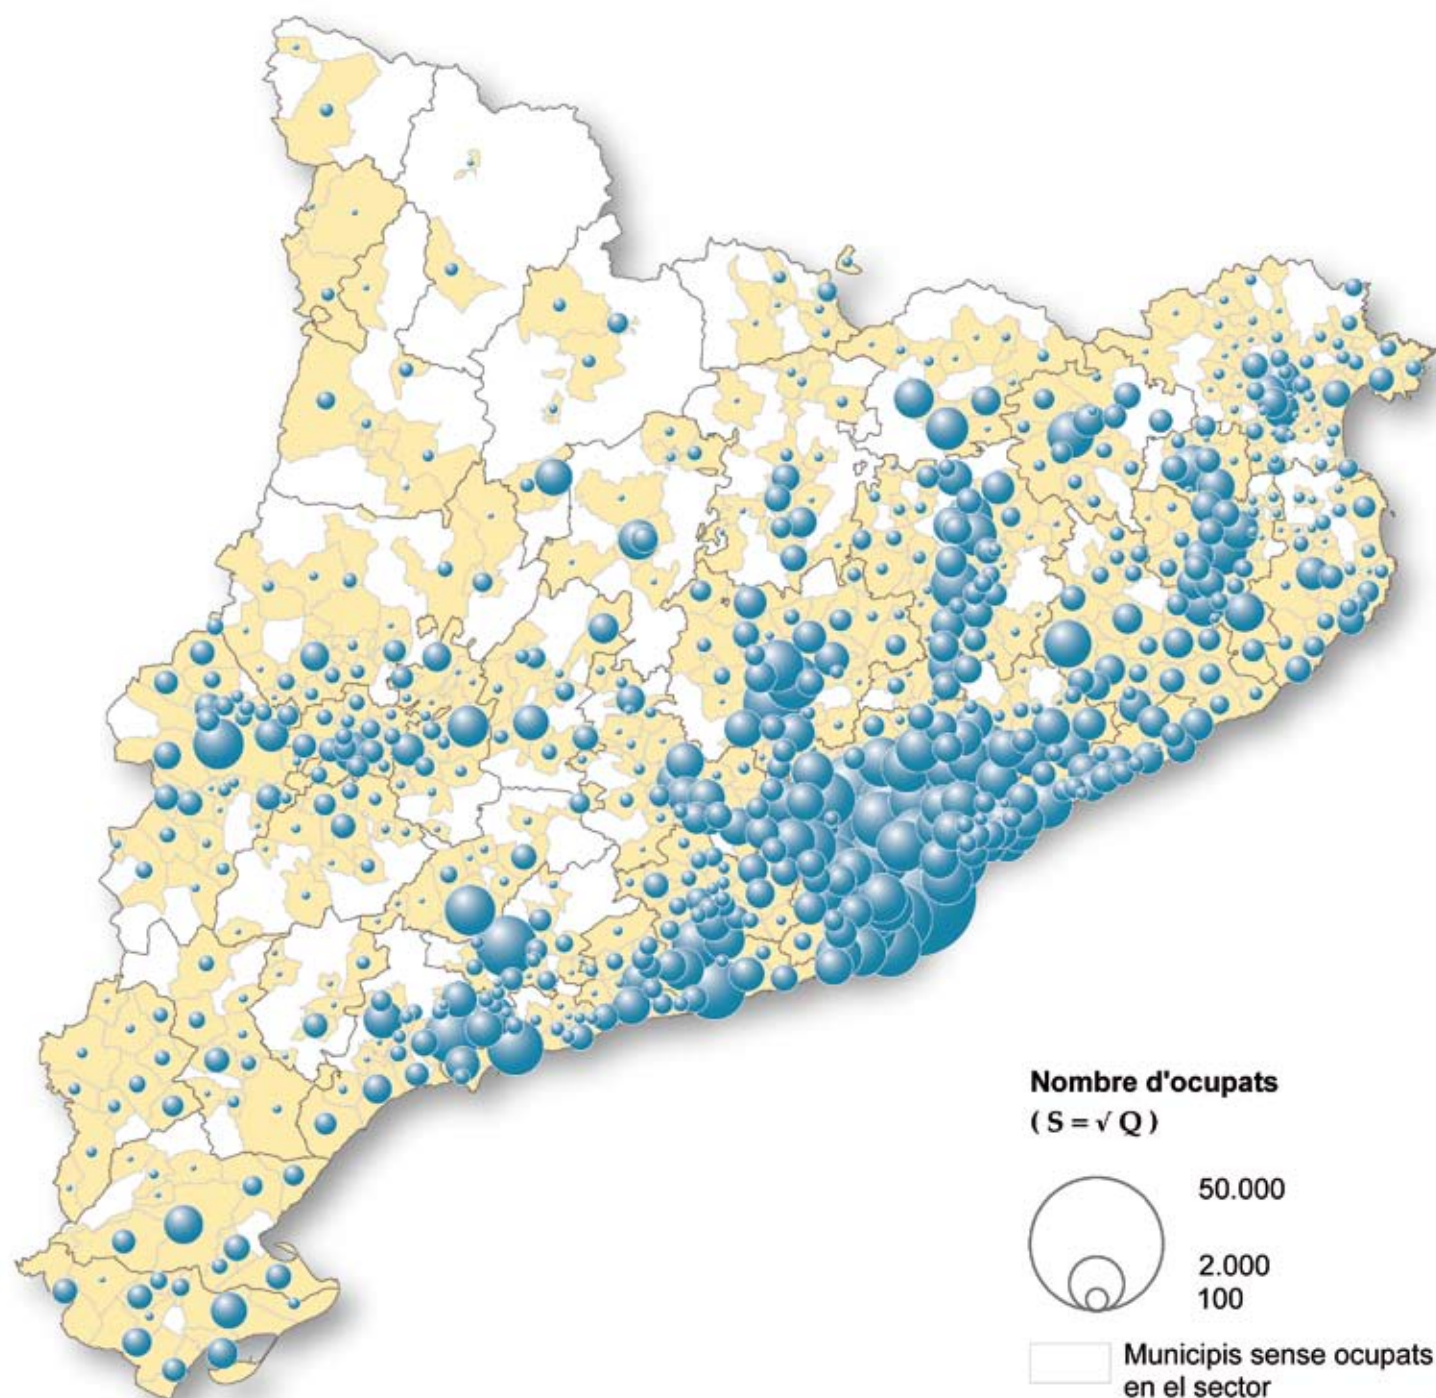 Nombre d'ocupats
( S = √ Q )
50.000
2.000
100
Municipis sense ocupats
en el sector